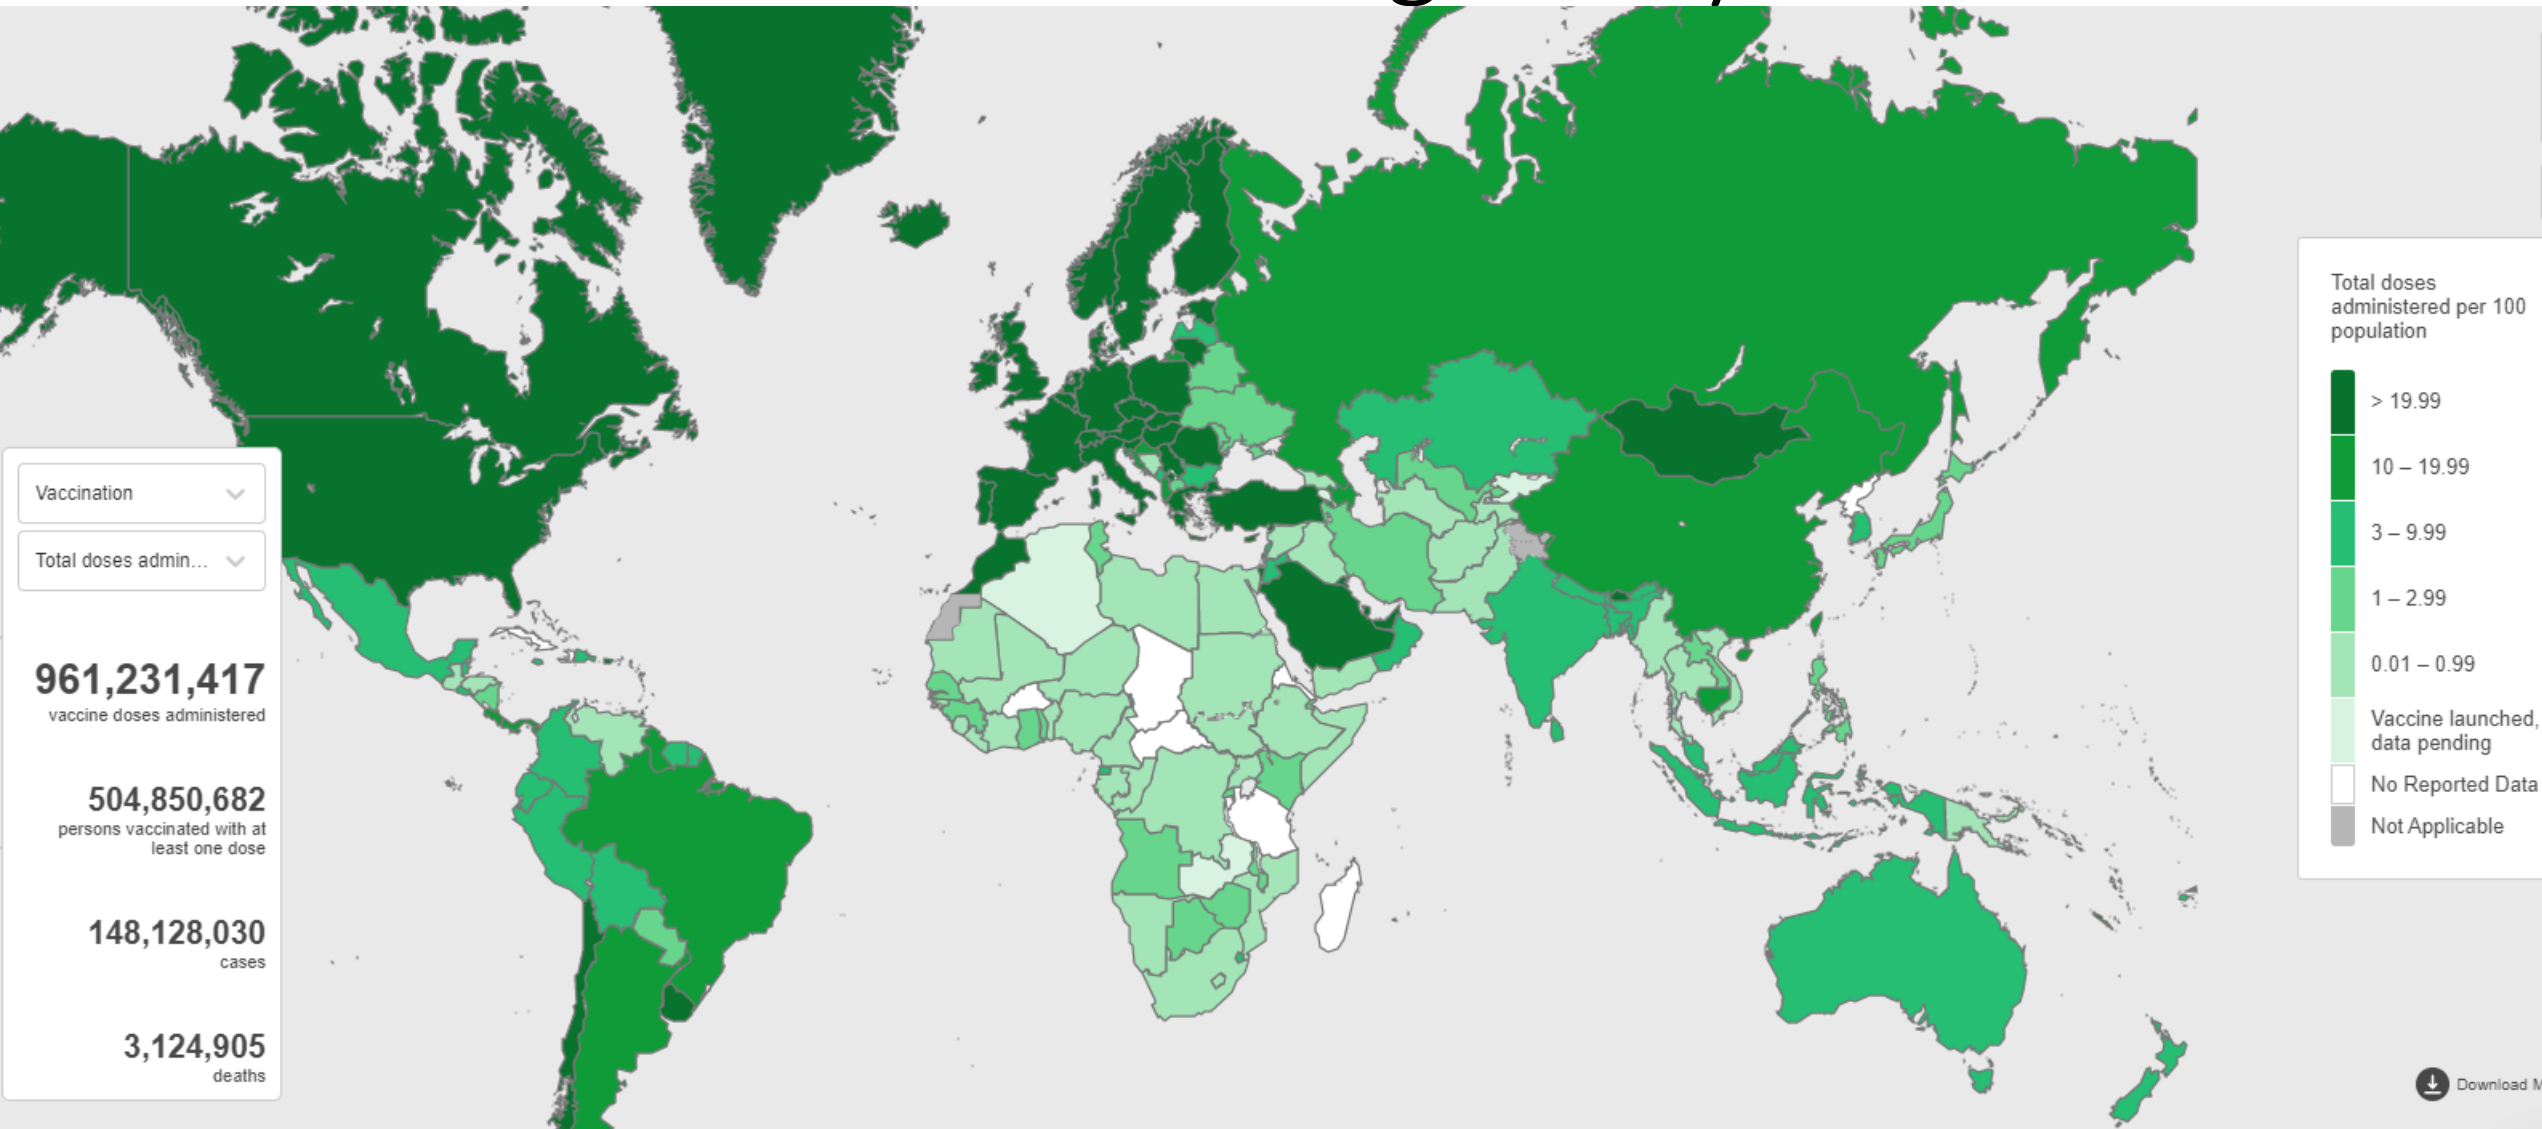 Vaccination
Total doses admin...
961,231,417
vaccine doses administered
504,850,682
persons vaccinated with at
least one dose
148,128,030
cases
3,124,905
deaths
Total doses
administered per 100
population
> 19.99
10 – 19.99
3 – 9.99
1 – 2.99
0.01 – 0.99
Vaccine launched,
data pending
No Reported Data
Not Applicable
Download M